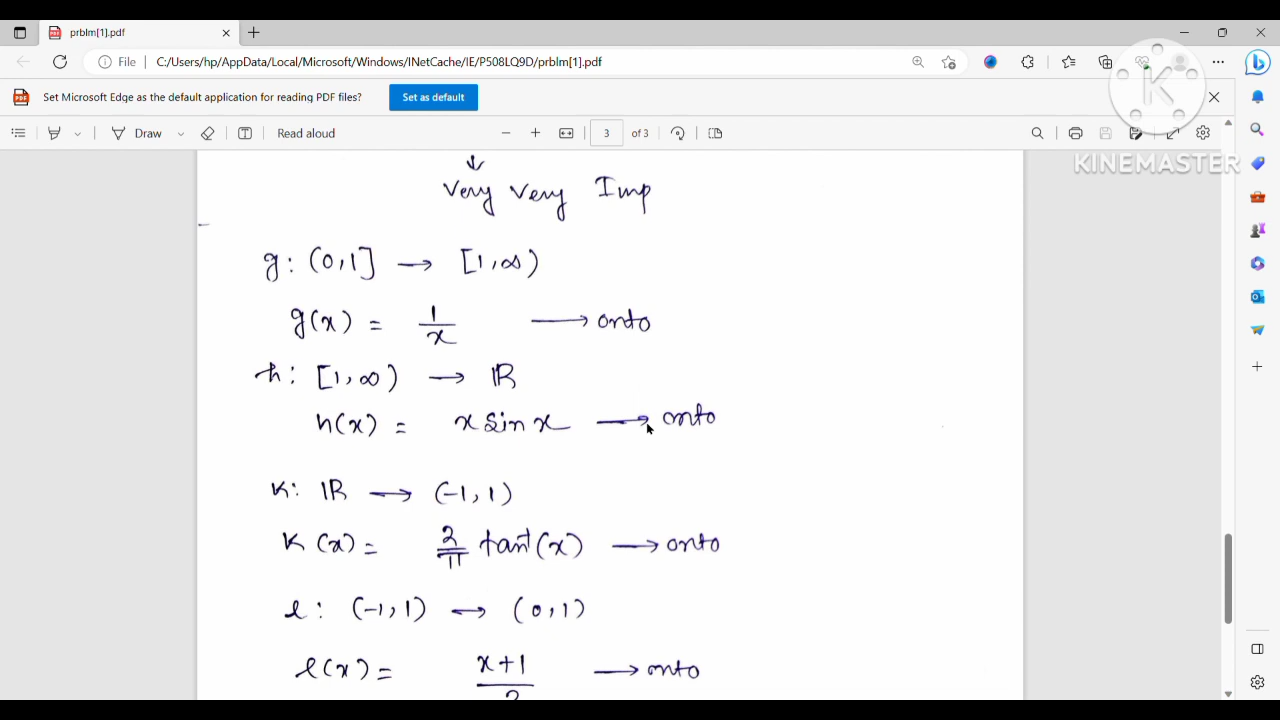 prblm[1].pdf
File C:/Users/hp/AppData/Local/Microsoft/Windows/INetCache/IE/P508LQ9D/prblm[1].pdf
Set Microsoft Edge as the default application for reading PDF files? Set as default
Draw Read aloud 3 of 3
KINEMASTER
Very Very Imp
g: (0,1] → [1,∞)
g(x) = 1/x → onto
h: [1,∞) → ℝ
h(x) = x sin x → onto
K: ℝ → (-1,1)
K(x) = 2/π tan⁻¹(x) → onto
l: (-1,1) ↔ (0,1)
l(x) = x+1/2 → onto